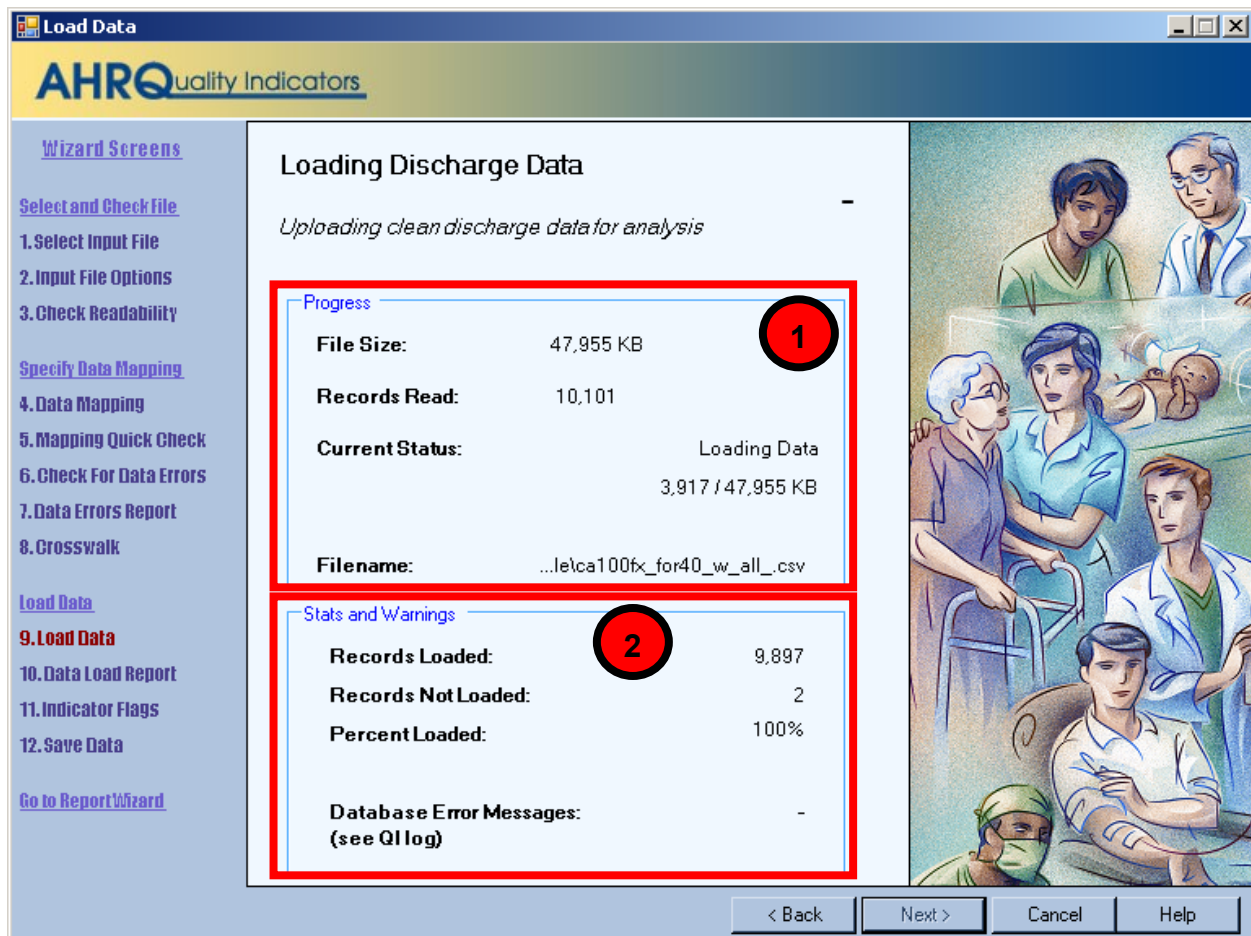 Load Data
AHRQuality Indicators
Wizard Screens
Select and Check File
1. Select Input File
2. Input File Options
3. Check Readability
Specify Data Mapping
4. Data Mapping
5. Mapping Quick Check
6. Check For Data Errors
7. Data Errors Report
8. Crosswalk
Load Data
9. Load Data
10. Data Load Report
11. Indicator Flags
12. Save Data
Go to Report Wizard
Loading Discharge Data
-
Uploading clean discharge data for analysis
Progress
1
File Size: 47,955 KB
Records Read: 10,101
Current Status: Loading Data
3,917 / 47,955 KB
Filename: ...le\ca100fx_for40_w_all_.csv
Stats and Warnings
2
Records Loaded: 9,897
Records Not Loaded: 2
Percent Loaded: 100%
Database Error Messages: -
(see QI log)
< Back
Next >
Cancel
Help